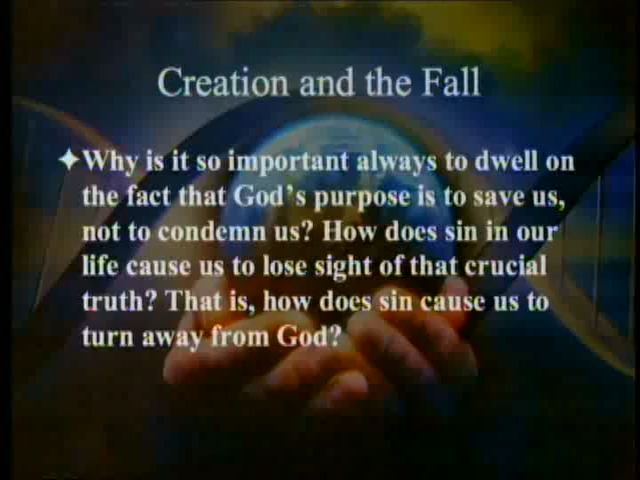 Creation and the Fall
✦Why is it so important always to dwell on
the fact that God's purpose is to save us,
not to condemn us? How does sin in our
life cause us to lose sight of that crucial
truth? That is, how does sin cause us to
turn away from God?